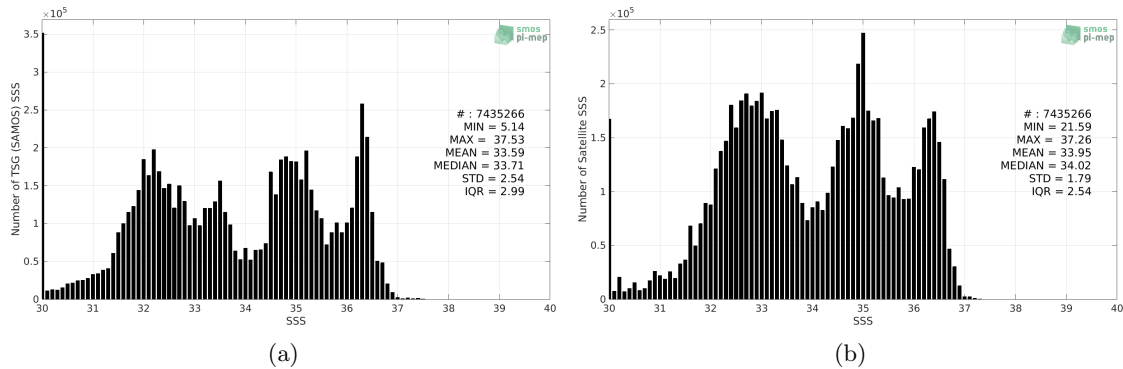 ×10^5
smos
pi-mep
# : 7435266
MIN = 5.14
MAX = 37.53
MEAN = 33.59
MEDIAN = 33.71
STD = 2.54
IQR = 2.99
Number of TSG (SAMOS) SSS
3.5
3
2.5
2
1.5
1
0.5
0
30 31 32 33 34 35 36 37 38 39 40
SSS
(a)
×10^5
smos
pi-mep
# : 7435266
MIN = 21.59
MAX = 37.26
MEAN = 33.95
MEDIAN = 34.02
STD = 1.79
IQR = 2.54
Number of Satellite SSS
2.5
2
1.5
1
0.5
0
30 31 32 33 34 35 36 37 38 39 40
SSS
(b)